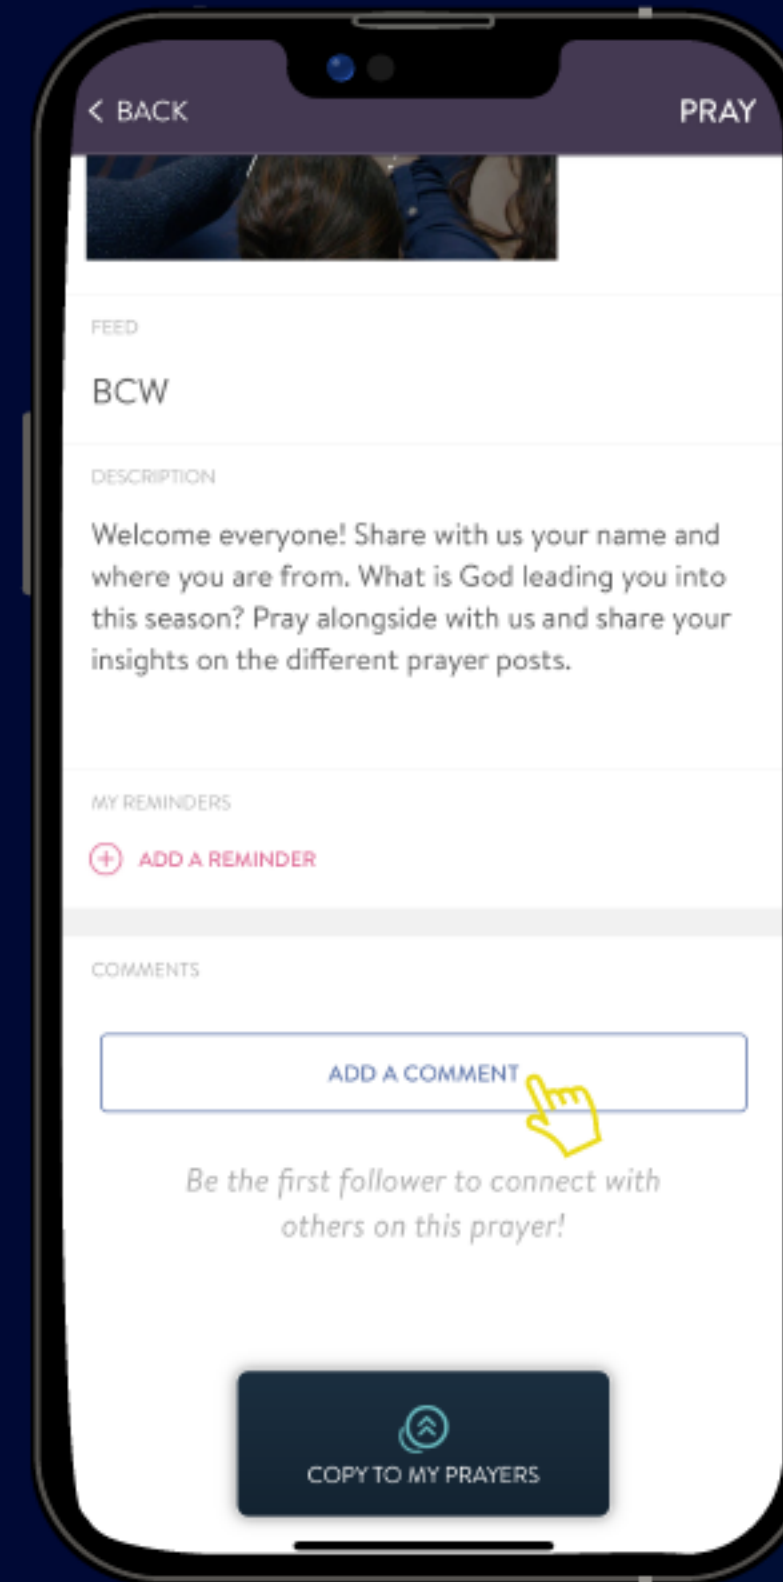 < BACK
PRAY
FEED
BCW
DESCRIPTION
Welcome everyone! Share with us your name and
where you are from. What is God leading you into
this season? Pray alongside with us and share your
insights on the different prayer posts.
MY REMINDERS
ADD A REMINDER
COMMENTS
ADD A COMMENT
Be the first follower to connect with
others on this prayer!
COPY TO MY PRAYERS